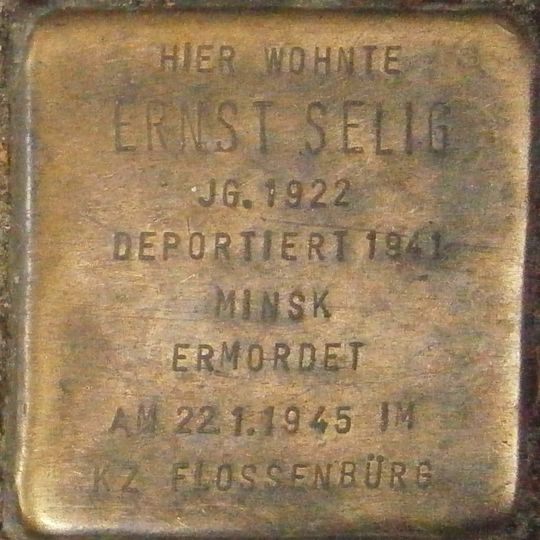 HIER WOHNTE
ERNST SELIG
JG. 1922
DEPORTIERT 1941
MINSK
ERMORDET
AM 22.1.1945 IM
KZ FLOSSENBÜRG